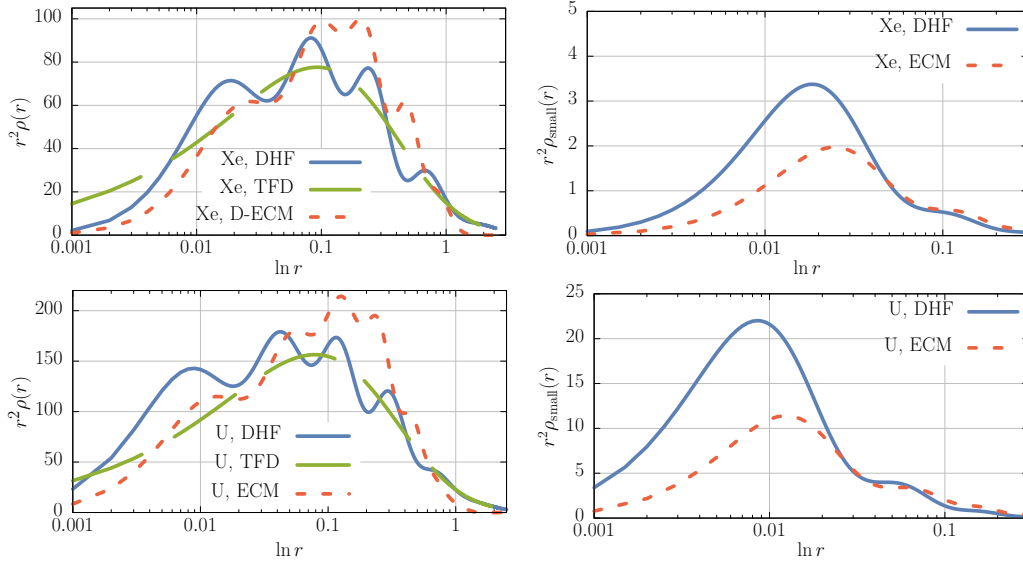 100
80
60
40
20
0
0.001
0.01
0.1
1
r²ρ(r)
ln r
Xe, DHF
Xe, TFD
Xe, D-ECM
5
4
3
2
1
0
0.001
0.01
0.1
r²ρsmall(r)
ln r
Xe, DHF
Xe, ECM
200
150
100
50
0
0.001
0.01
0.1
1
r²ρ(r)
ln r
U, DHF
U, TFD
U, ECM
25
20
15
10
5
0
0.001
0.01
0.1
r²ρsmall(r)
ln r
U, DHF
U, ECM